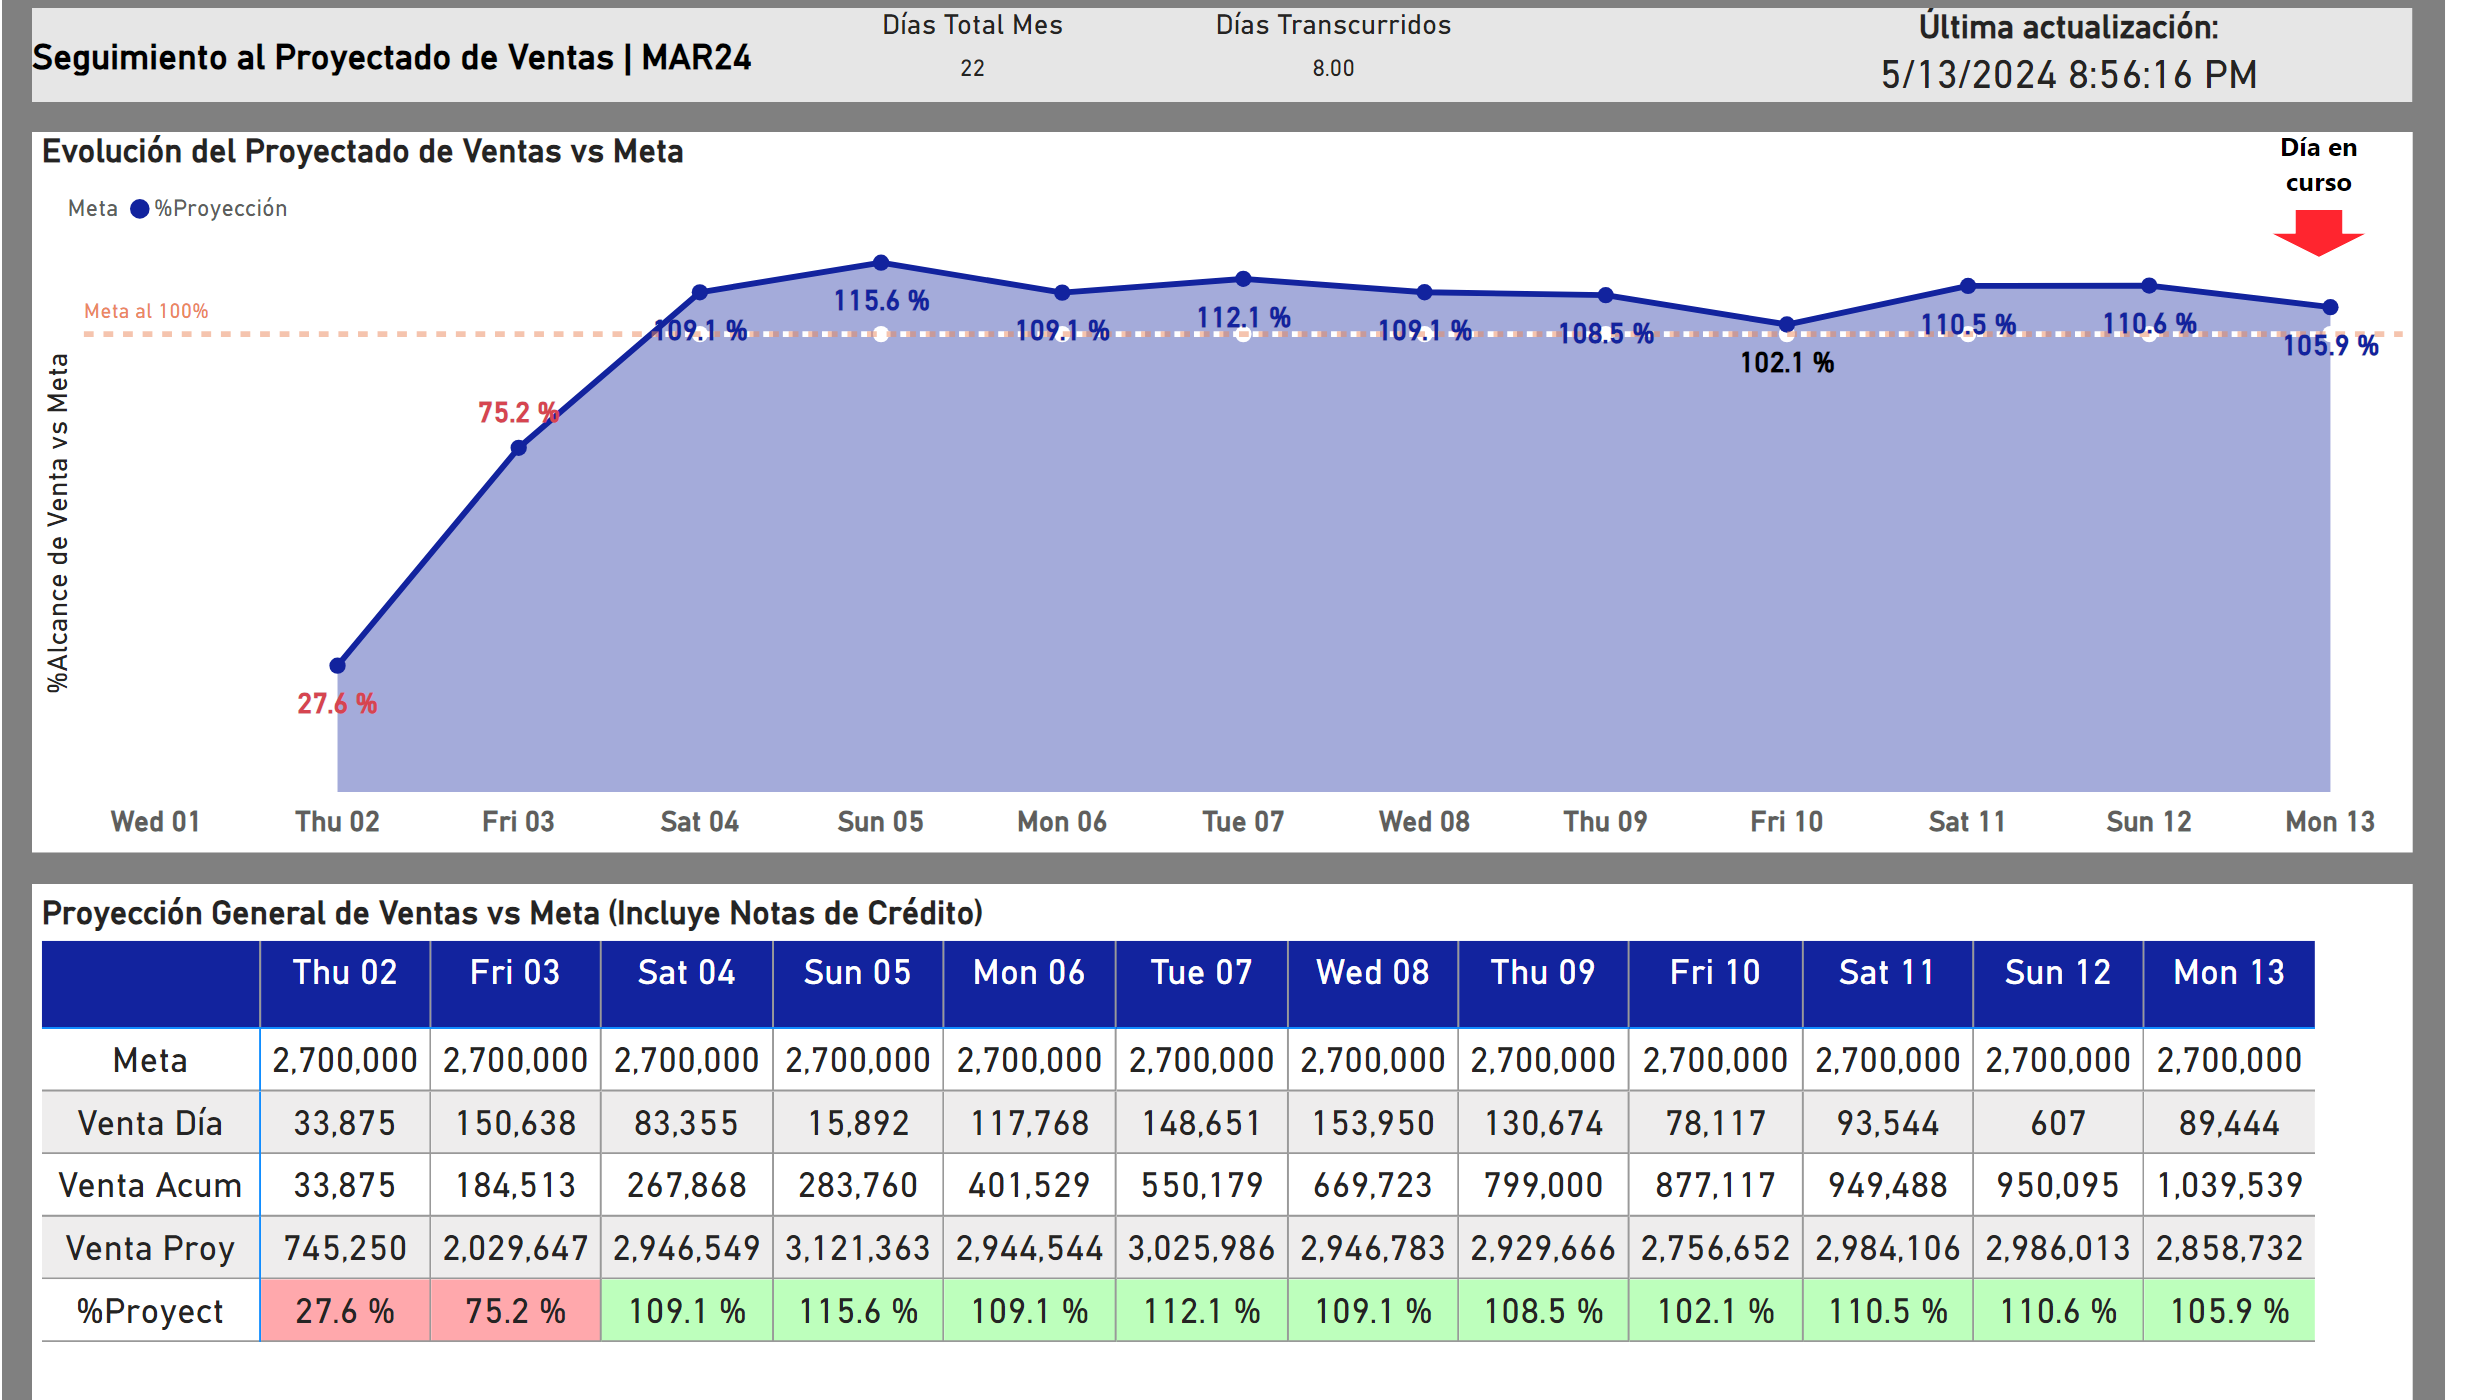 Seguimiento al Proyectado de Ventas | MAR24
Días Total Mes
22
Días Transcurridos
8.00
Última actualización:
5/13/2024 8:56:16 PM
Evolución del Proyectado de Ventas vs Meta
Meta %Proyección
Día en
curso
Meta al 100%
%Alcance de Venta vs Meta
27.6 %
75.2 %
109.1 %
115.6 %
109.1 %
112.1 %
109.1 %
108.5 %
102.1 %
110.5 %
110.6 %
105.9 %
Wed 01 Thu 02 Fri 03 Sat 04 Sun 05 Mon 06 Tue 07 Wed 08 Thu 09 Fri 10 Sat 11 Sun 12 Mon 13
Proyección General de Ventas vs Meta (Incluye Notas de Crédito)
Thu 02 Fri 03 Sat 04 Sun 05 Mon 06 Tue 07 Wed 08 Thu 09 Fri 10 Sat 11 Sun 12 Mon 13
Meta 2,700,000 2,700,000 2,700,000 2,700,000 2,700,000 2,700,000 2,700,000 2,700,000 2,700,000 2,700,000 2,700,000 2,700,000
Venta Día 33,875 150,638 83,355 15,892 117,768 148,651 153,950 130,674 78,117 93,544 607 89,444
Venta Acum 33,875 184,513 267,868 283,760 401,529 550,179 669,723 799,000 877,117 949,488 950,095 1,039,539
Venta Proy 745,250 2,029,647 2,946,549 3,121,363 2,944,544 3,025,986 2,946,783 2,929,666 2,756,652 2,984,106 2,986,013 2,858,732
%Proyect 27.6 % 75.2 % 109.1 % 115.6 % 109.1 % 112.1 % 109.1 % 108.5 % 102.1 % 110.5 % 110.6 % 105.9 %